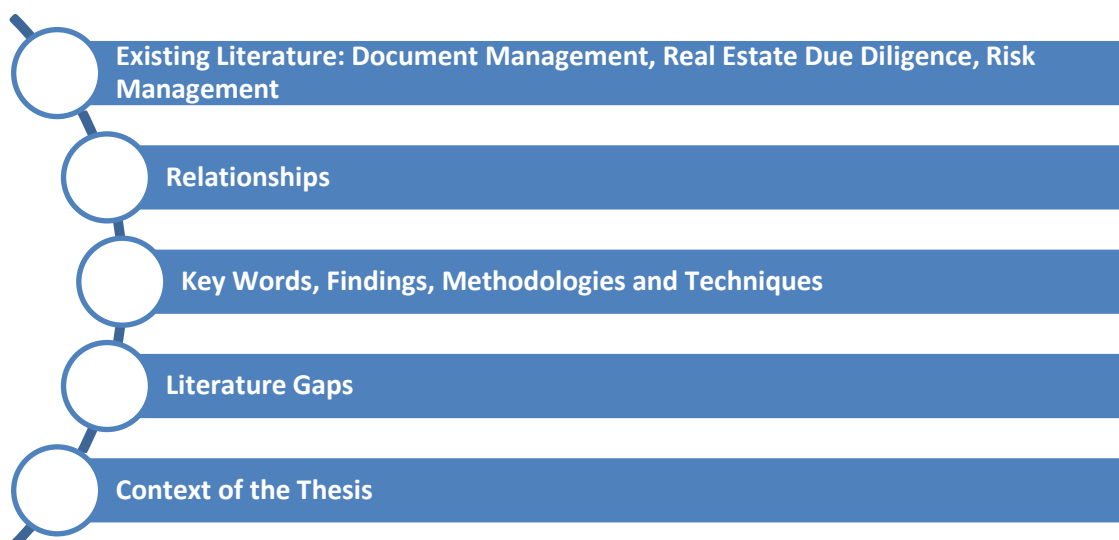 Existing Literature: Document Management, Real Estate Due Diligence, Risk
Management
Relationships
Key Words, Findings, Methodologies and Techniques
Literature Gaps
Context of the Thesis